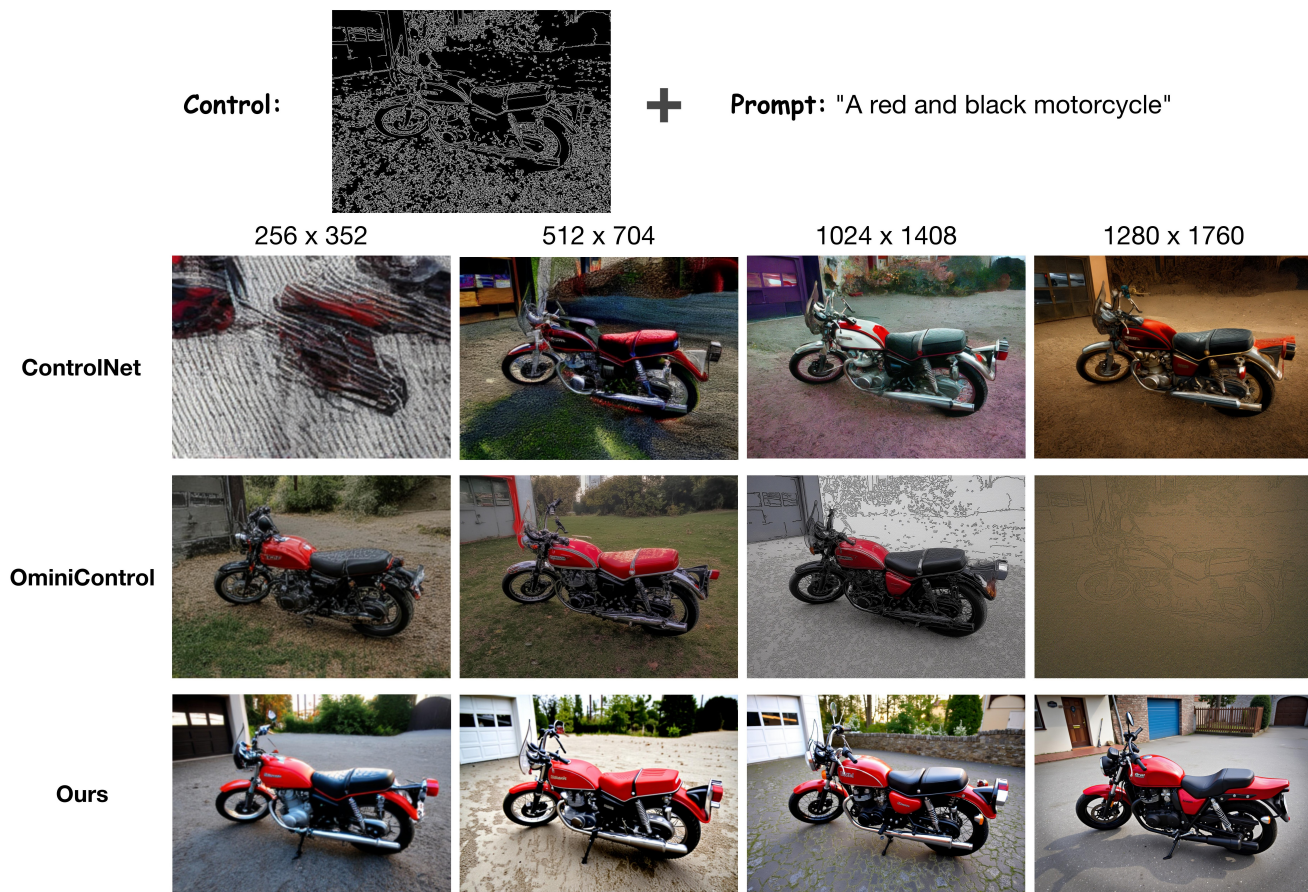 Control:
Prompt: "A red and black motorcycle"
256 x 352
512 x 704
1024 x 1408
1280 x 1760
ControlNet
OminiControl
Ours